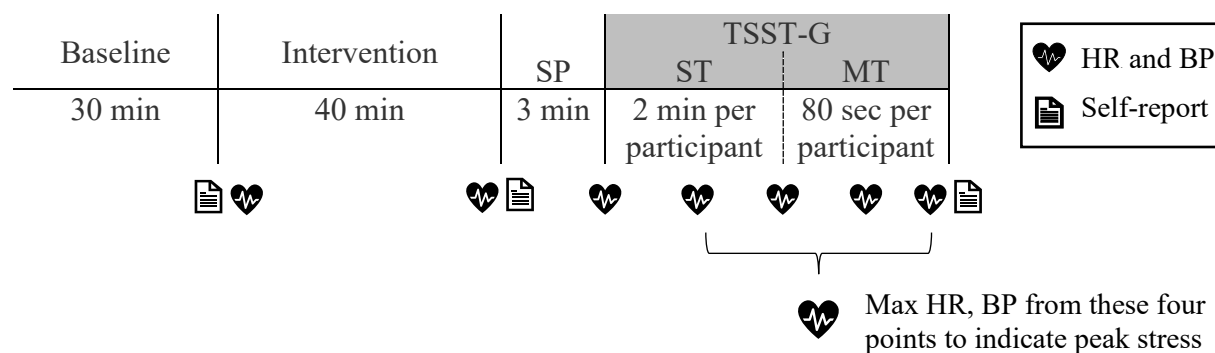 Baseline
Intervention
SP
TSST-G
ST
MT
30 min
40 min
3 min
2 min per
participant
80 sec per
participant
HR and BP
Self-report
Max HR, BP from these four
points to indicate peak stress